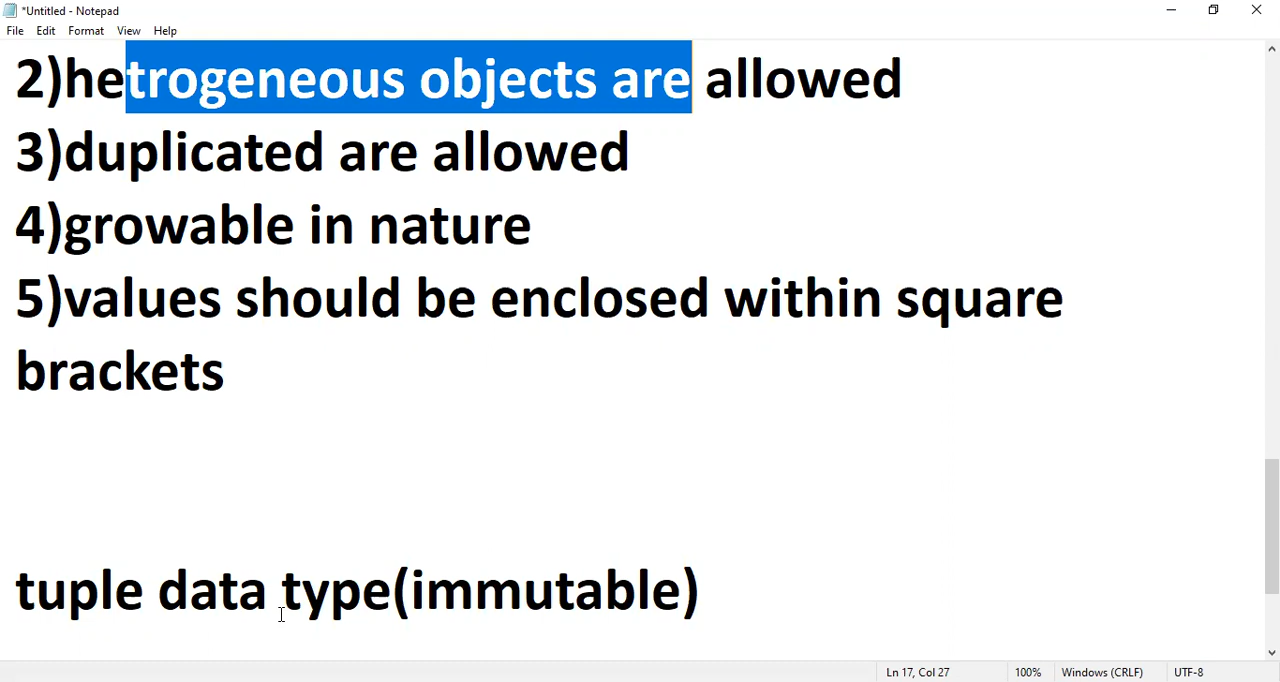 *Untitled - Notepad
File Edit Format View Help
2)hetrogeneous objects are allowed
3)duplicated are allowed
4)growable in nature
5)values should be enclosed within square
brackets
tuple data type(immutable)
Ln 17, Col 27 100% Windows (CRLF) UTF-8